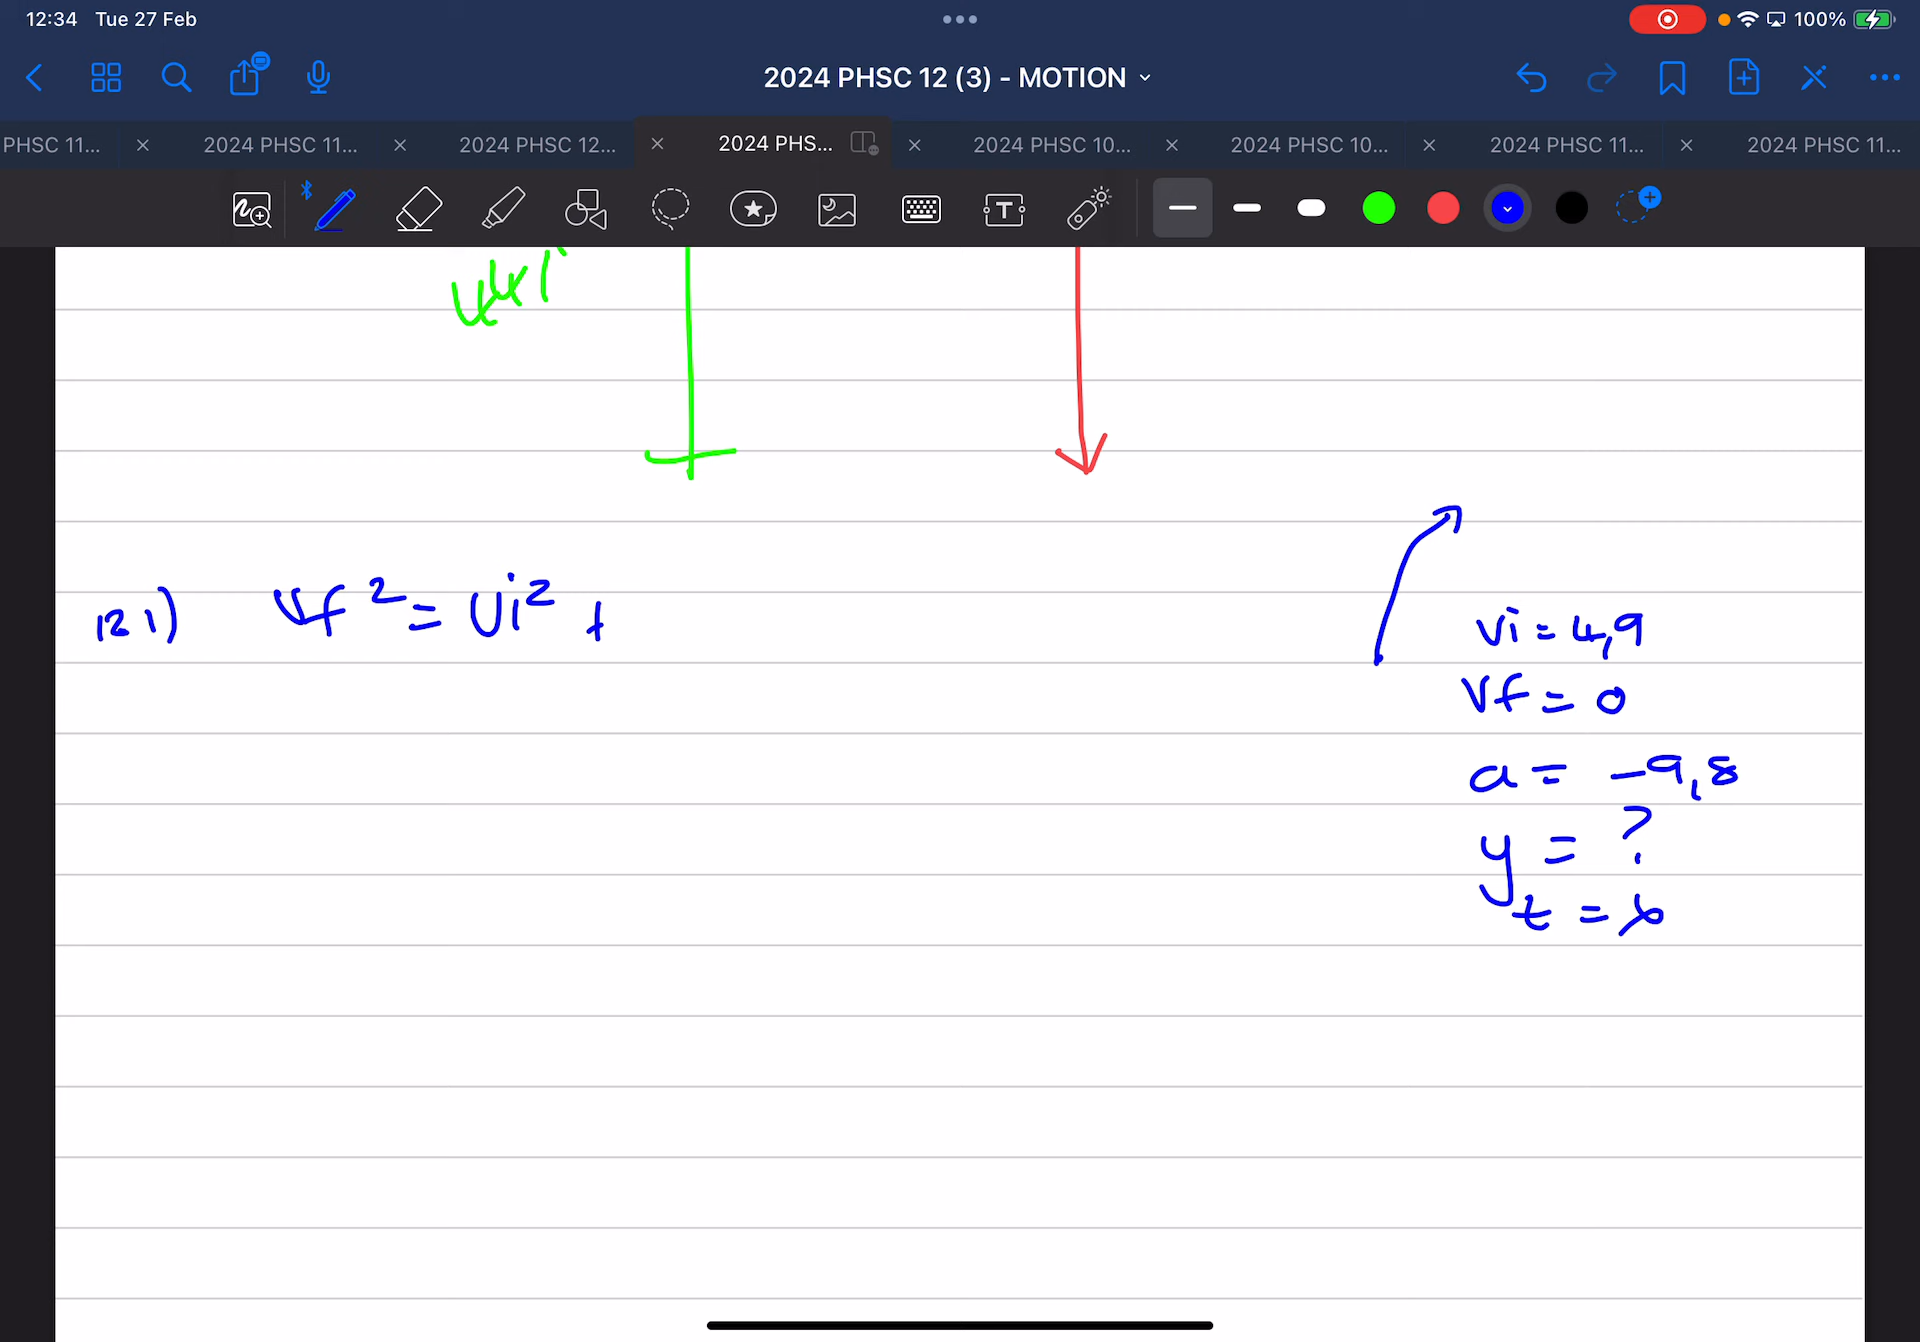 12:34 Tue 27 Feb
100%
2024 PHSC 12 (3) - MOTION
PHSC 11...
2024 PHSC 11...
2024 PHSC 12...
2024 PHS...
2024 PHSC 10...
2024 PHSC 10...
2024 PHSC 11...
2024 PHSC 11...
T
12 1) Vf² = Vi² +
Vi = 4,9
Vf = 0
a = -9,8
y = ?
t = x